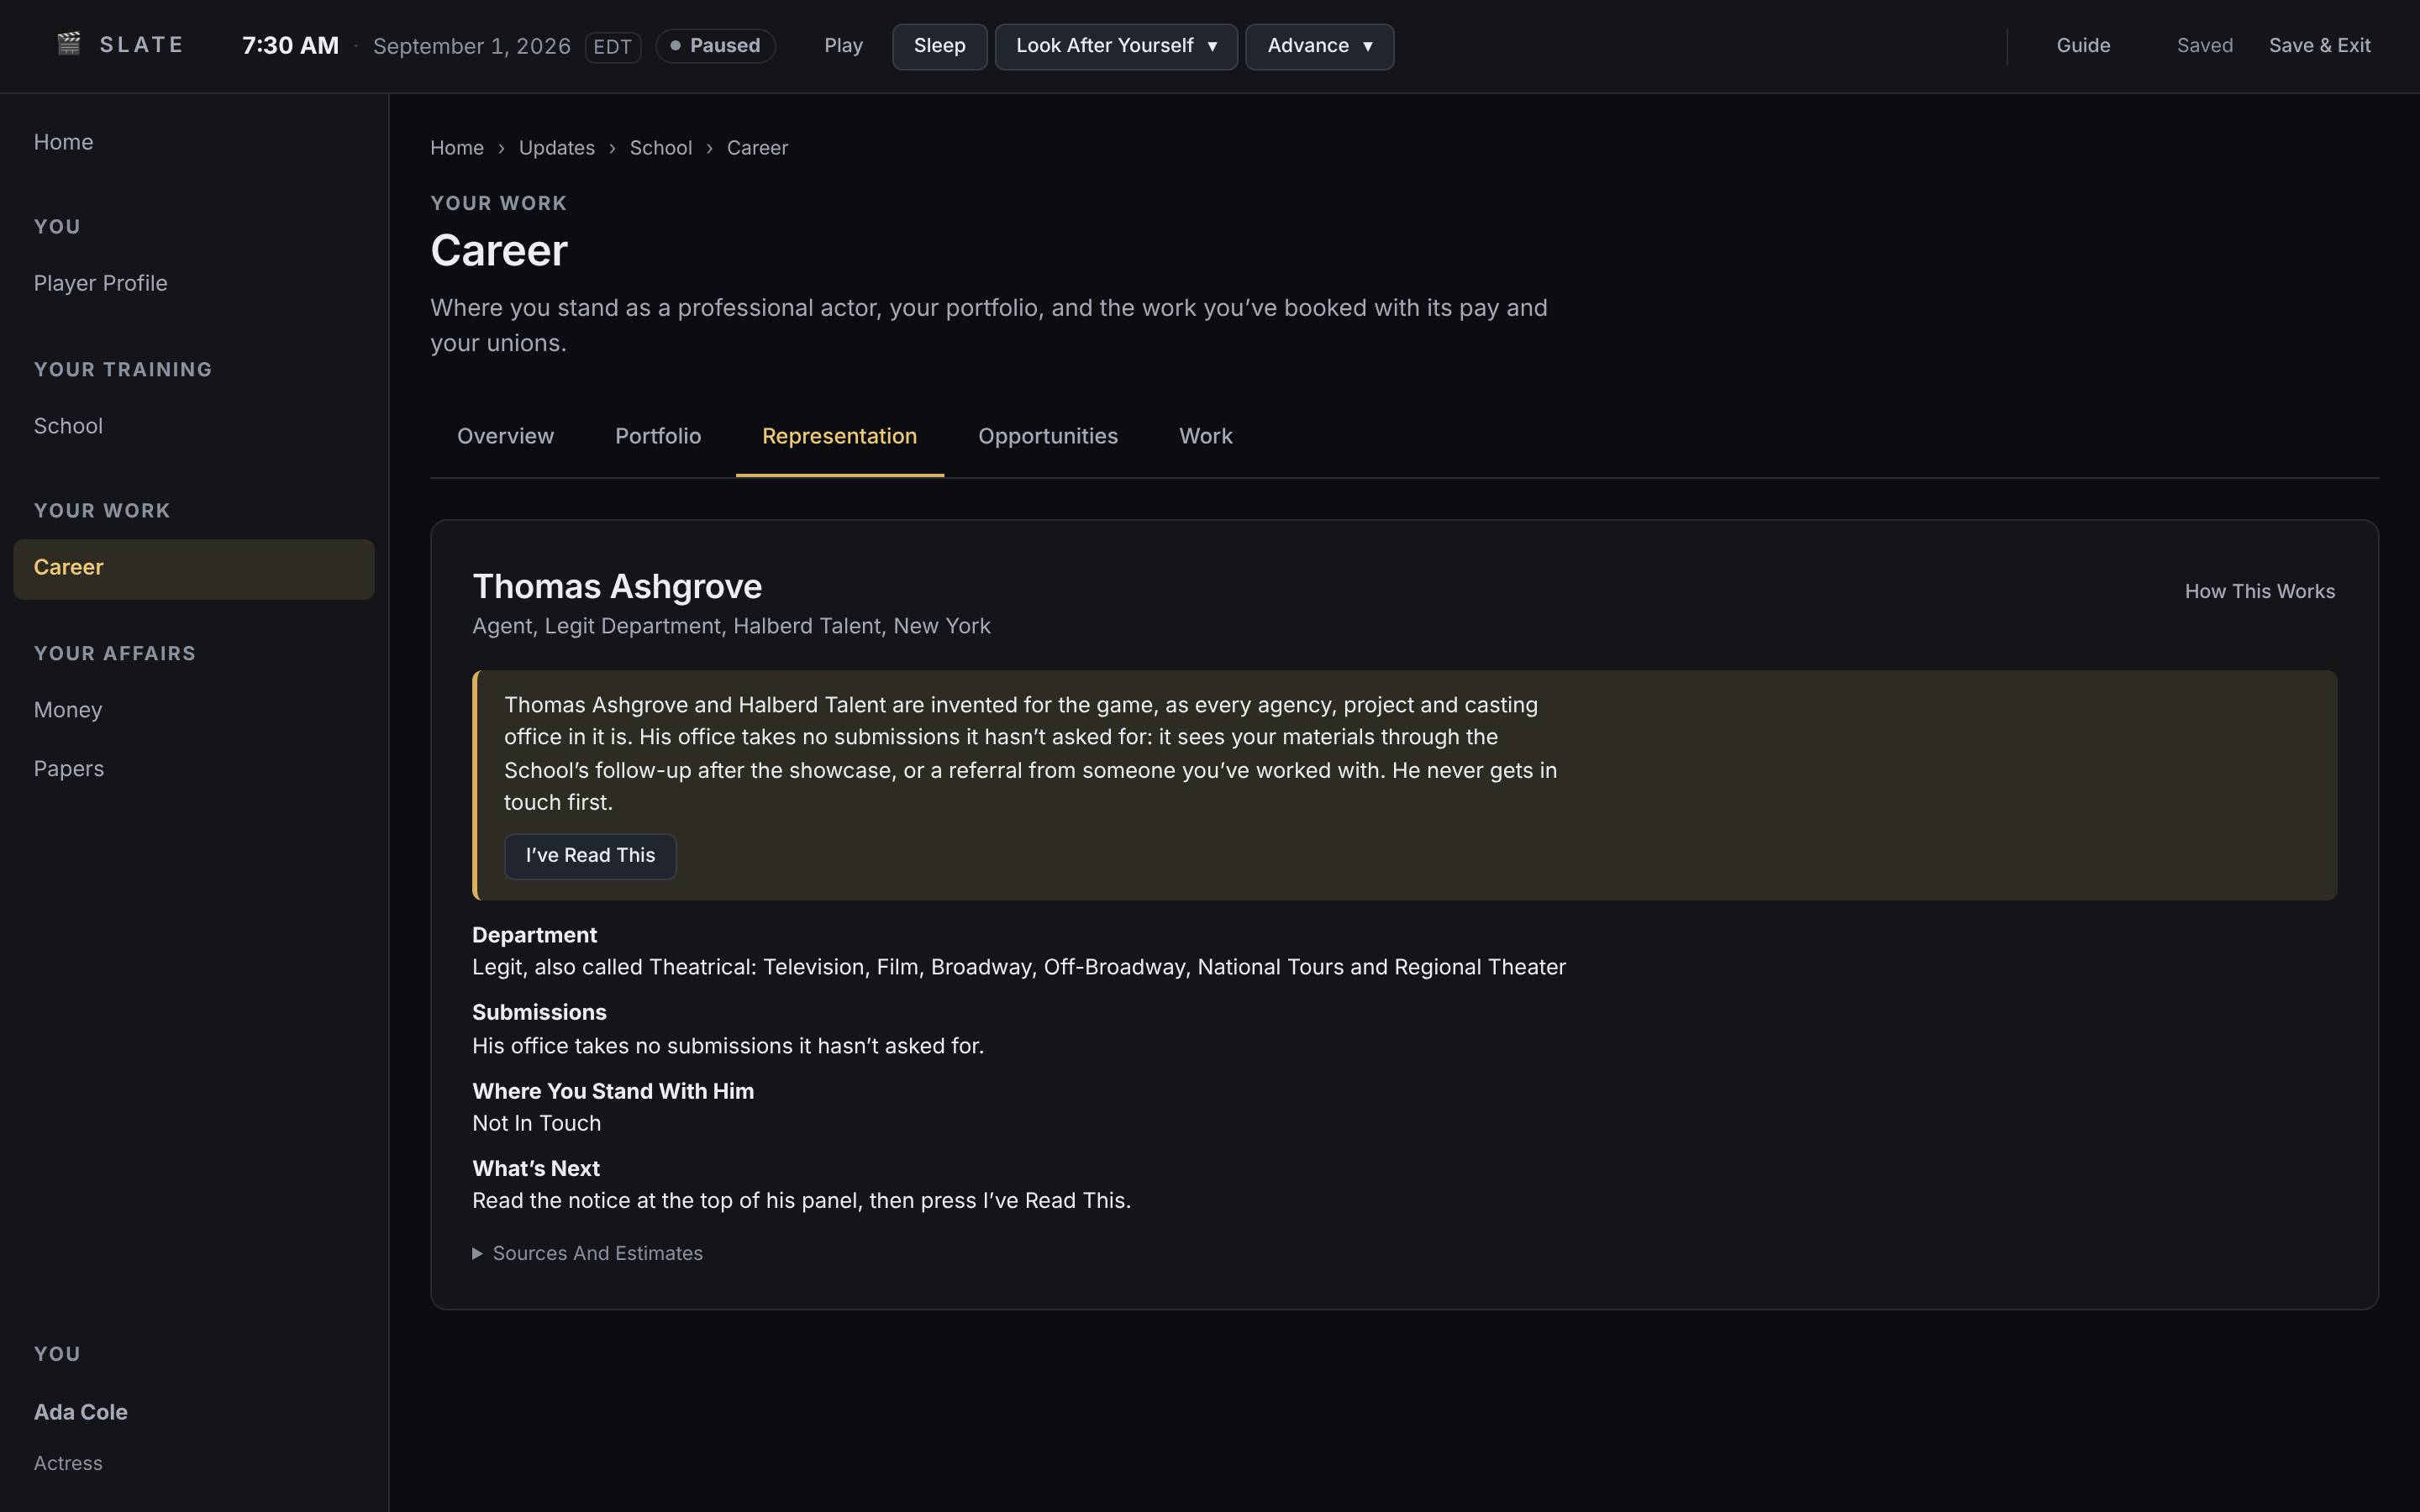 SLATE
7:30 AM · September 1, 2026 EDT Paused Play Sleep Look After Yourself ▾ Advance ▾ Guide Saved Save & Exit
Home
YOU
Player Profile
YOUR TRAINING
School
YOUR WORK
Career
YOUR AFFAIRS
Money
Papers
YOU
Ada Cole
Actress
Home › Updates › School › Career
YOUR WORK
Career
Where you stand as a professional actor, your portfolio, and the work you’ve booked with its pay and
your unions.
Overview Portfolio Representation Opportunities Work
Thomas Ashgrove
How This Works
Agent, Legit Department, Halberd Talent, New York
Thomas Ashgrove and Halberd Talent are invented for the game, as every agency, project and casting
office in it is. His office takes no submissions it hasn’t asked for: it sees your materials through the
School’s follow-up after the showcase, or a referral from someone you’ve worked with. He never gets in
touch first.
I’ve Read This
Department
Legit, also called Theatrical: Television, Film, Broadway, Off-Broadway, National Tours and Regional Theater
Submissions
His office takes no submissions it hasn’t asked for.
Where You Stand With Him
Not In Touch
What’s Next
Read the notice at the top of his panel, then press I’ve Read This.
▶ Sources And Estimates